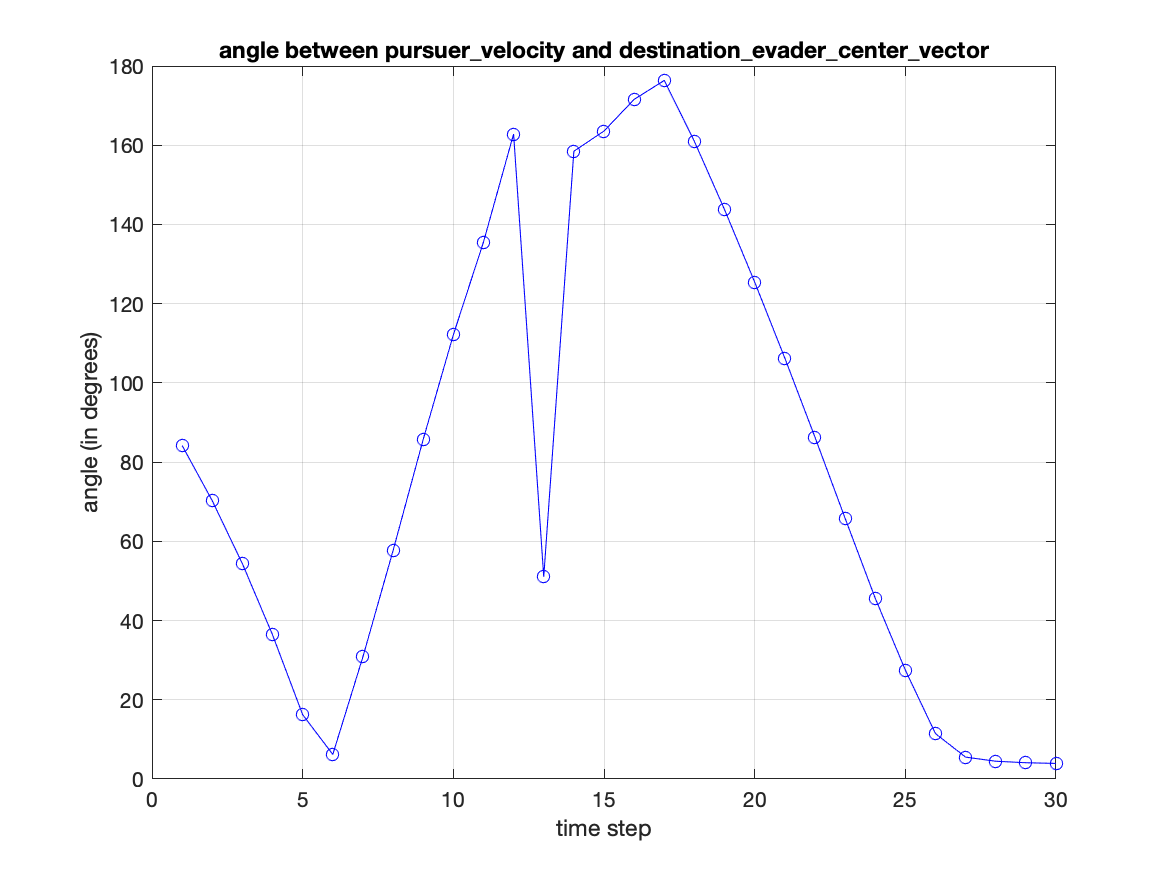 angle between pursuer_velocity and destination_evader_center_vector
180
160
140
120
100
80
60
40
20
0
angle (in degrees)
0 5 10 15 20 25 30
time step